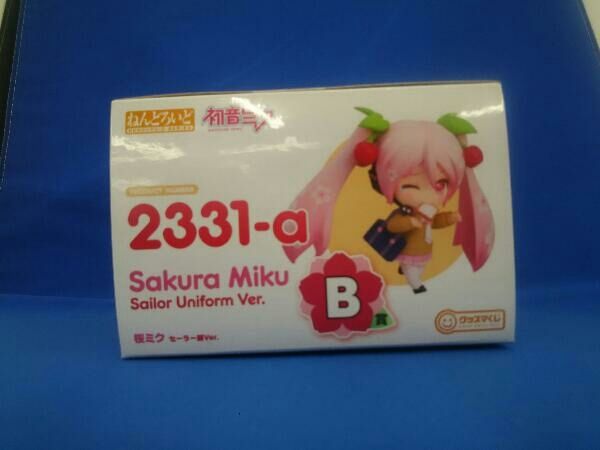 ねんどろいど
初音ミク
PRODUCT NUMBER
2331-a
Sakura Miku
Sailor Uniform Ver.
B
賞
桜ミク セーラー服Ver.
グッスマくじ